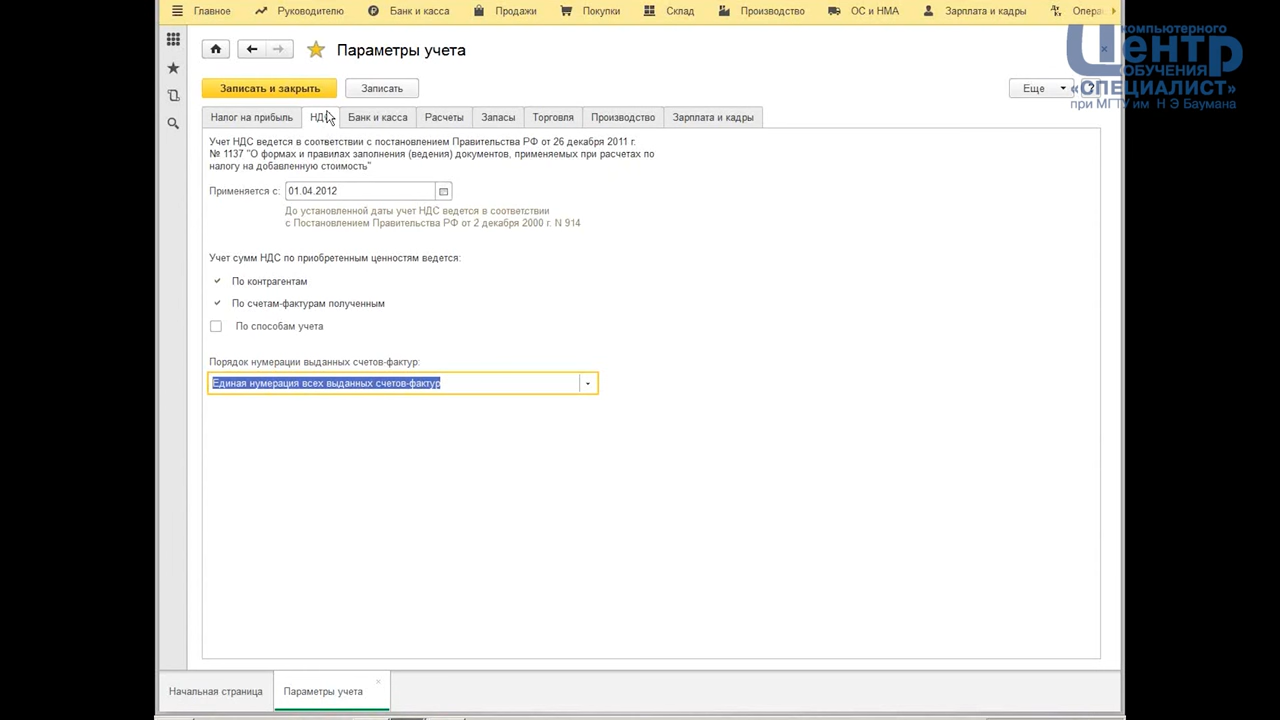 Главное
Руководителю
Банк и касса
Продажи
Покупки
Склад
Производство
ОС и НМА
Зарплата и кадры
компьютерного
Центр
ОБУЧЕНИЯ
«СПЕЦИАЛИСТ»
при МГТУ им. Н Э Баумана
Параметры учета
Записать и закрыть
Записать
Еще
?
Налог на прибыль
Банк и касса
Расчеты
Запасы
Торговля
Производство
Зарплата и кадры
Учет НДС ведется в соответствии с постановлением Правительства РФ от 26 декабря 2011 г.
№ 1137 "О формах и правилах заполнения (ведения) документов, применяемых при расчетах по
налогу на добавленную стоимость"
Применяется с: 01.04.2012
До установленной даты учет НДС ведется в соответствии
с Постановлением Правительства РФ от 2 декабря 2000 г. N 914
Учет сумм НДС по приобретенным ценностям ведется:
По контрагентам
По счетам-фактурам полученным
По способам учета
Порядок нумерации выданных счетов-фактур:
Единая нумерация всех выданных счетов-фактур
Начальная страница
Параметры учета